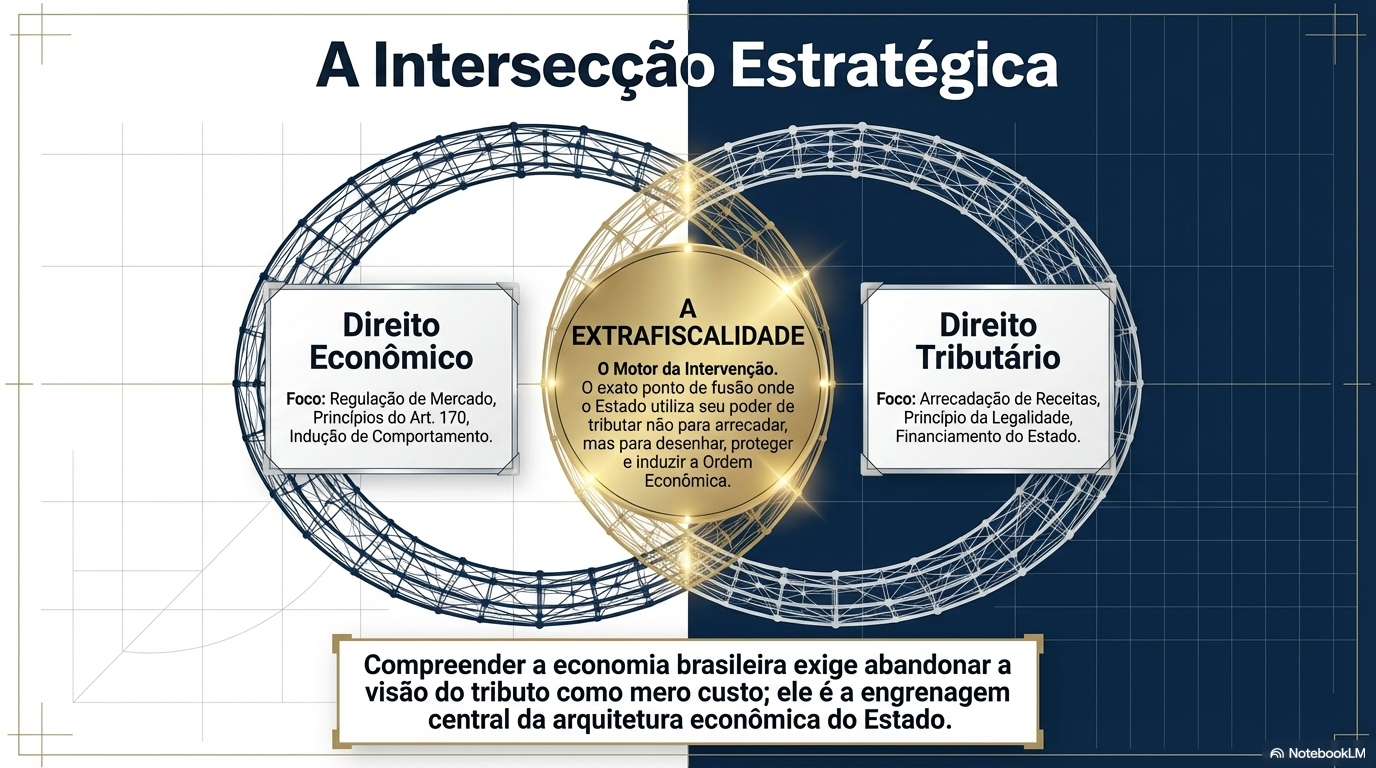 A Intersecção Estratégica
Direito
Econômico
Foco: Regulação de Mercado,
Princípios do Art. 170,
Indução de Comportamento.
A
EXTRAFISCALIDADE
O Motor da Intervenção.
O exato ponto de fusão onde
o Estado utiliza seu poder de
tributar não para arrecadar,
mas para desenhar, proteger
e induzir a Ordem
Econômica.
Direito
Tributário
Foco: Arrecadação de Receitas,
Princípio da Legalidade,
Financiamento do Estado.
Compreender a economia brasileira exige abandonar a
visão do tributo como mero custo; ele é a engrenagem
central da arquitetura econômica do Estado.
NotebookLM